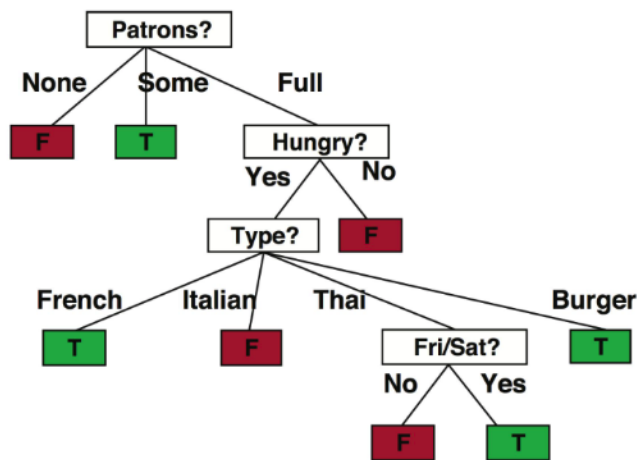 Patrons?
None Some Full
F T Hungry?
Yes No
Type? F
French Italian Thai Burger
T F Fri/Sat? T
No Yes
F T